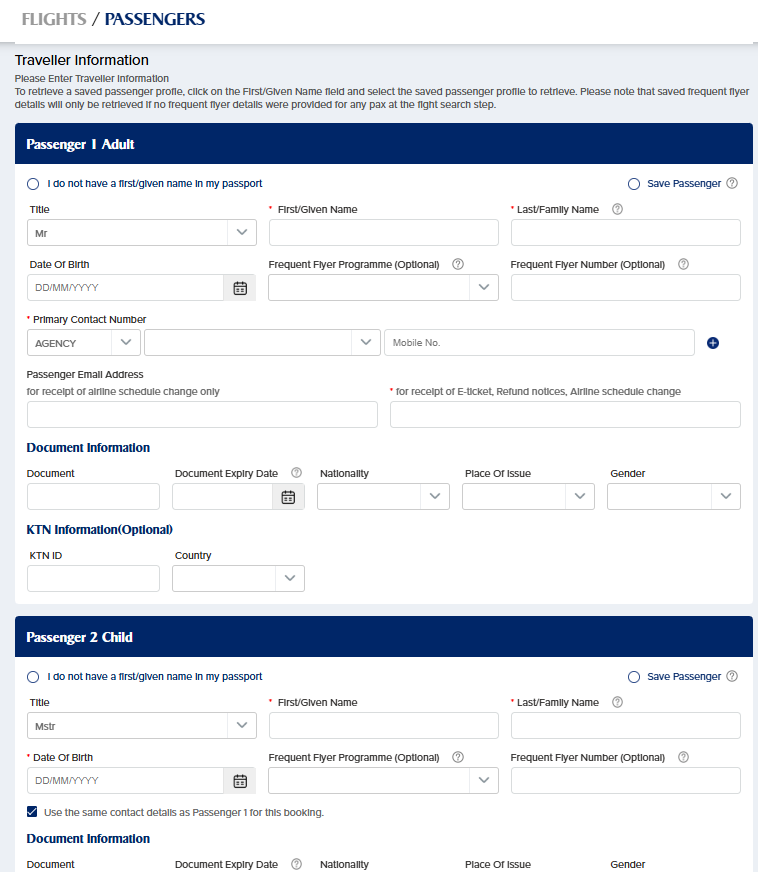 FLIGHTS / PASSENGERS
Traveller Information
Please Enter Traveller Information
To retrieve a saved passenger profle, click on the First/Given Name field and select the saved passenger profile to retrieve. Please note that saved frequent flyer
details will only be retrieved if no frequent flyer details were provided for any pax at the flght search step.
Passenger 1 Adult
I do not have a first/given name in my passport Save Passenger ?
Title * First/Given Name * Last/Family Name ?
Mr
Date Of Birth Frequent Flyer Programme (Optional) ? Frequent Flyer Number (Optional) ?
DD/MM/YYYY
* Primary Contact Number
AGENCY Mobile No.
Passenger Email Address
for receipt of airline schedule change only * for receipt of E-ticket, Refund notices, Airline schedule change
Document Information
Document Document Expiry Date ? Nationality Place Of Issue Gender
KTN Information(Optional)
KTN ID Country
Passenger 2 Child
I do not have a first/given name in my passport Save Passenger ?
Title * First/Given Name * Last/Family Name ?
Mstr
* Date Of Birth Frequent Flyer Programme (Optional) ? Frequent Flyer Number (Optional) ?
DD/MM/YYYY
Use the same contact details as Passenger 1 for this booking.
Document Information
Document Document Expiry Date ? Nationality Place Of Issue Gender